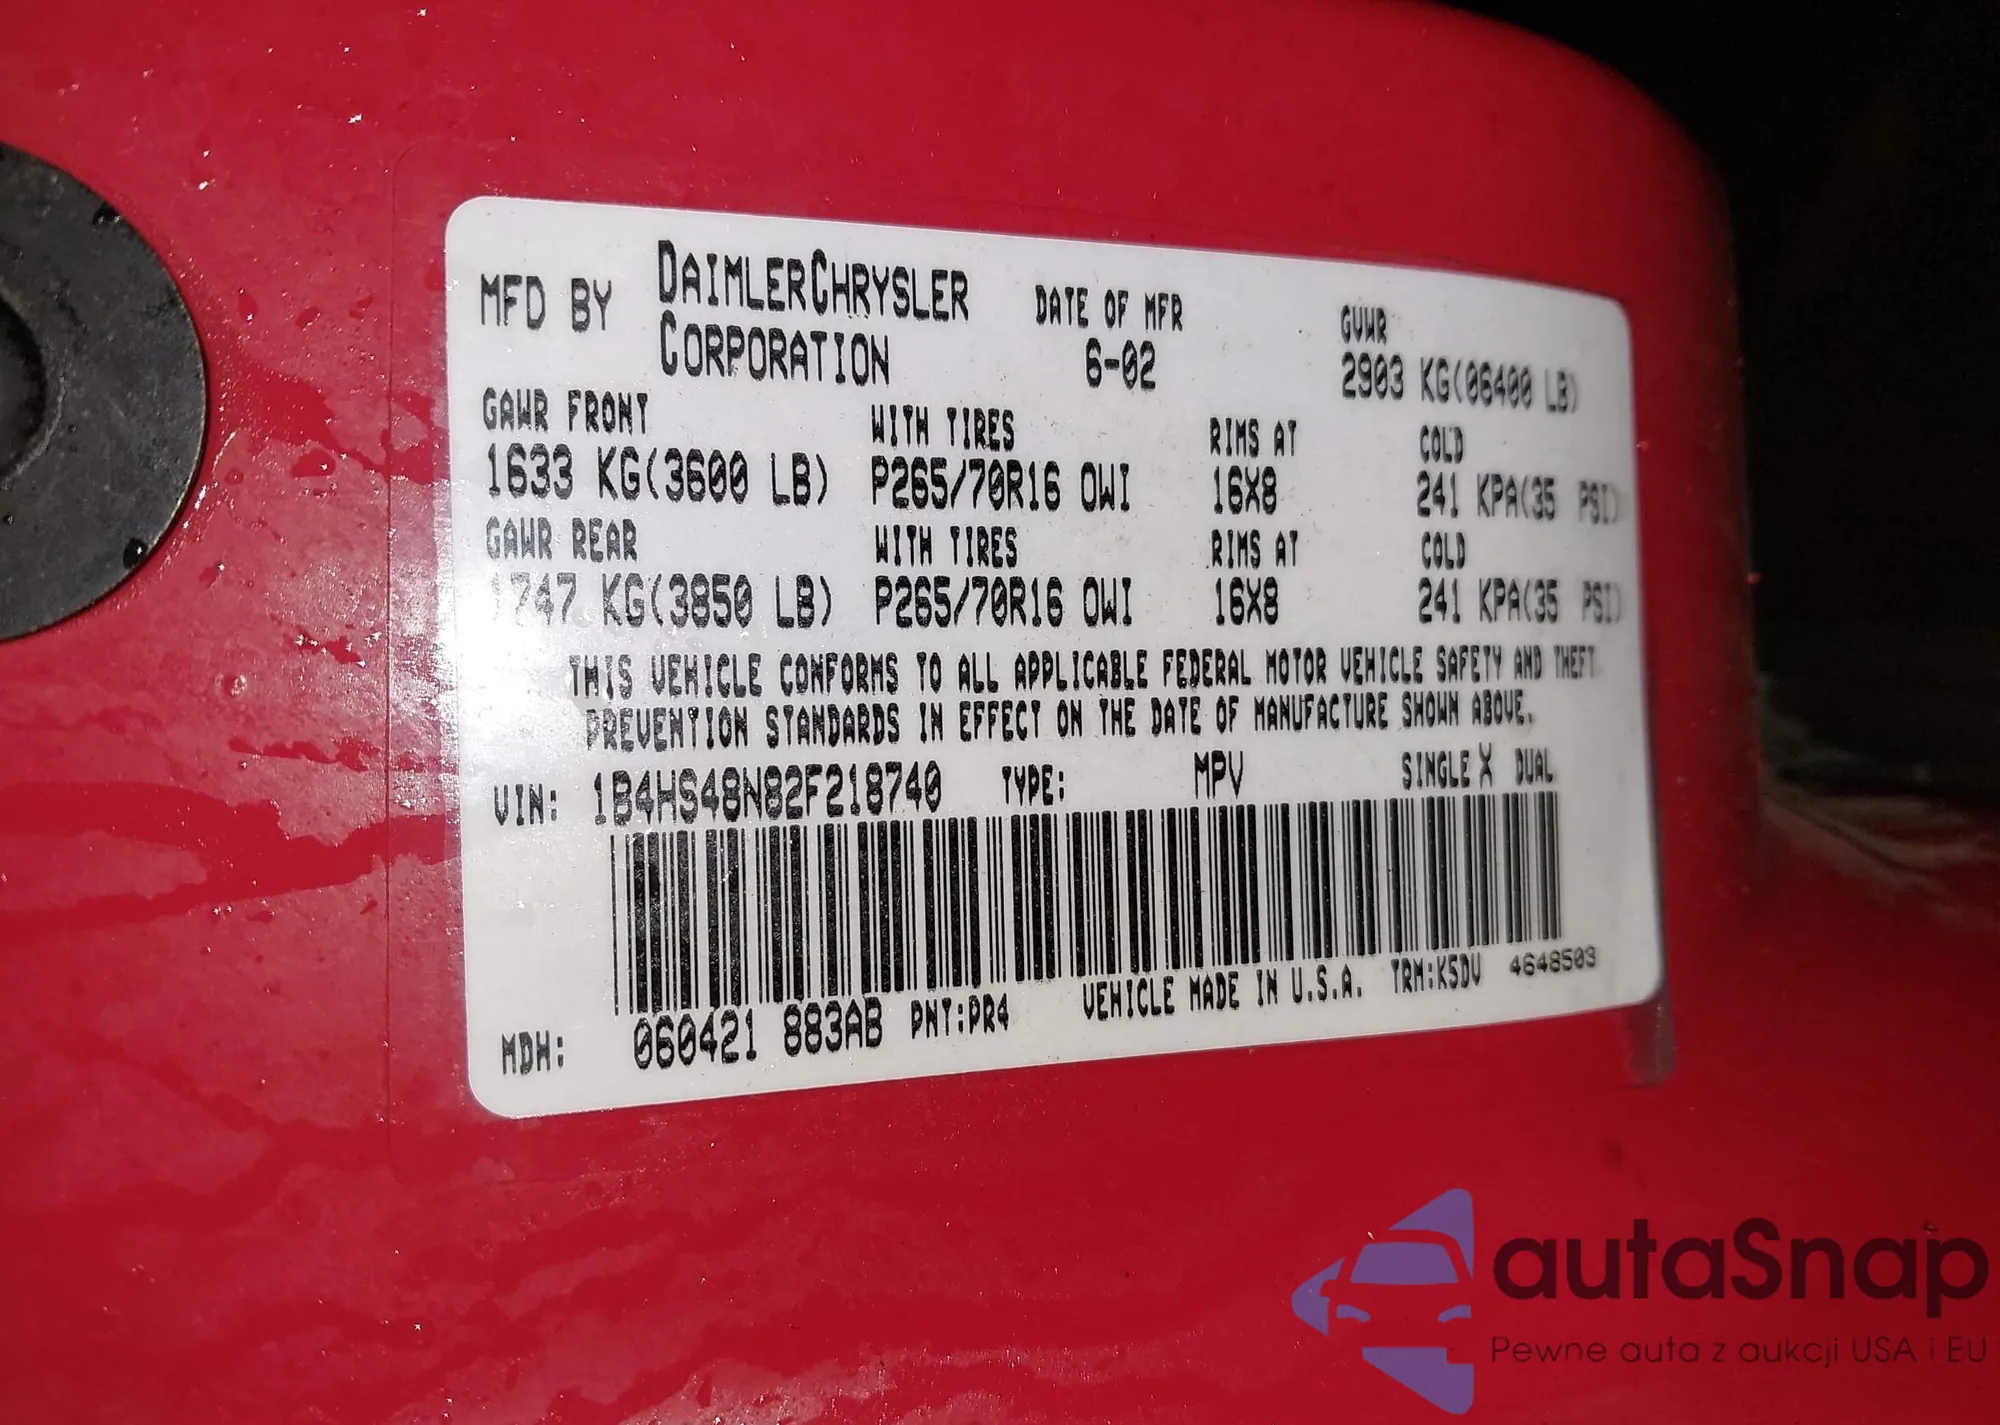 MFD BY DAIMLERCHRYSLER CORPORATION DATE OF MFR 6-02 GVWR 2903 KG(06400 LB)
GAWR FRONT WITH TIRES RIMS AT COLD
1633 KG(3600 LB) P265/70R16 OWI 16X8 241 KPA(35 PSI)
GAWR REAR WITH TIRES RIMS AT COLD
1747 KG(3850 LB) P265/70R16 OWI 16X8 241 KPA(35 PSI)
THIS VEHICLE CONFORMS TO ALL APPLICABLE FEDERAL MOTOR VEHICLE SAFETY AND THEFT
PREVENTION STANDARDS IN EFFECT ON THE DATE OF MANUFACTURE SHOWN ABOVE.
VIN: 1B4HS48N82F218740 TYPE: MPV SINGLE X DUAL
MDH: 060421 883AB PNT:PR4 VEHICLE MADE IN U.S.A. TRM:K5DV 4648503
autaSnap
Pewne auta z aukcji USA i EU